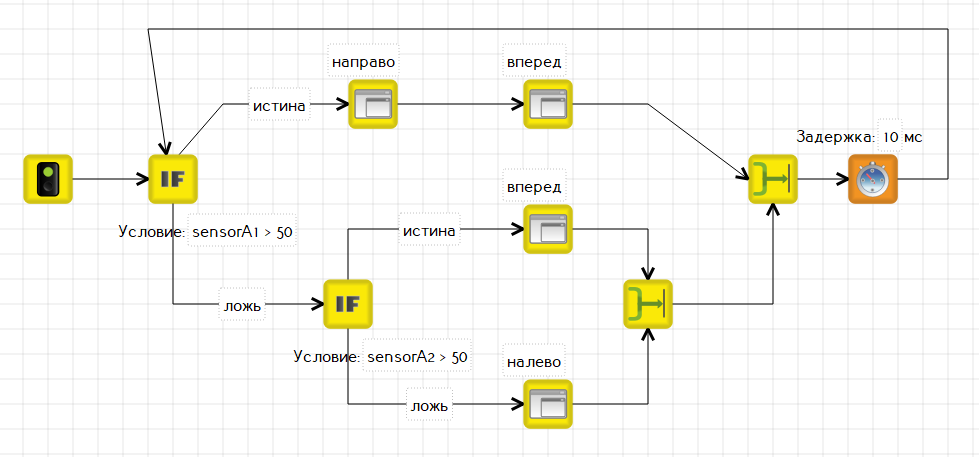 направо
вперед
истина
Задержка: 10 мс
IF
вперед
Условие: sensorA1 > 50
истина
ложь
IF
Условие: sensorA2 > 50
налево
ложь